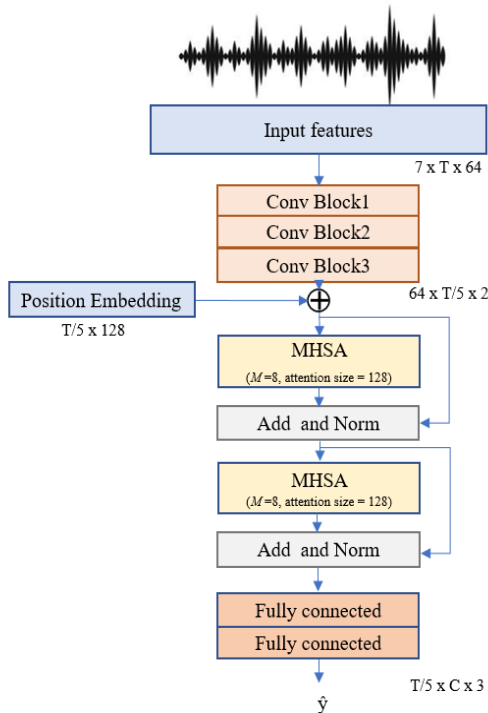 Input features
7 x T x 64
Conv Block1
Conv Block2
Conv Block3
64 x T/5 x 2
Position Embedding
T/5 x 128
MHSA
(M=8, attention size = 128)
Add and Norm
MHSA
(M=8, attention size = 128)
Add and Norm
Fully connected
Fully connected
T/5 x C x 3
ŷ